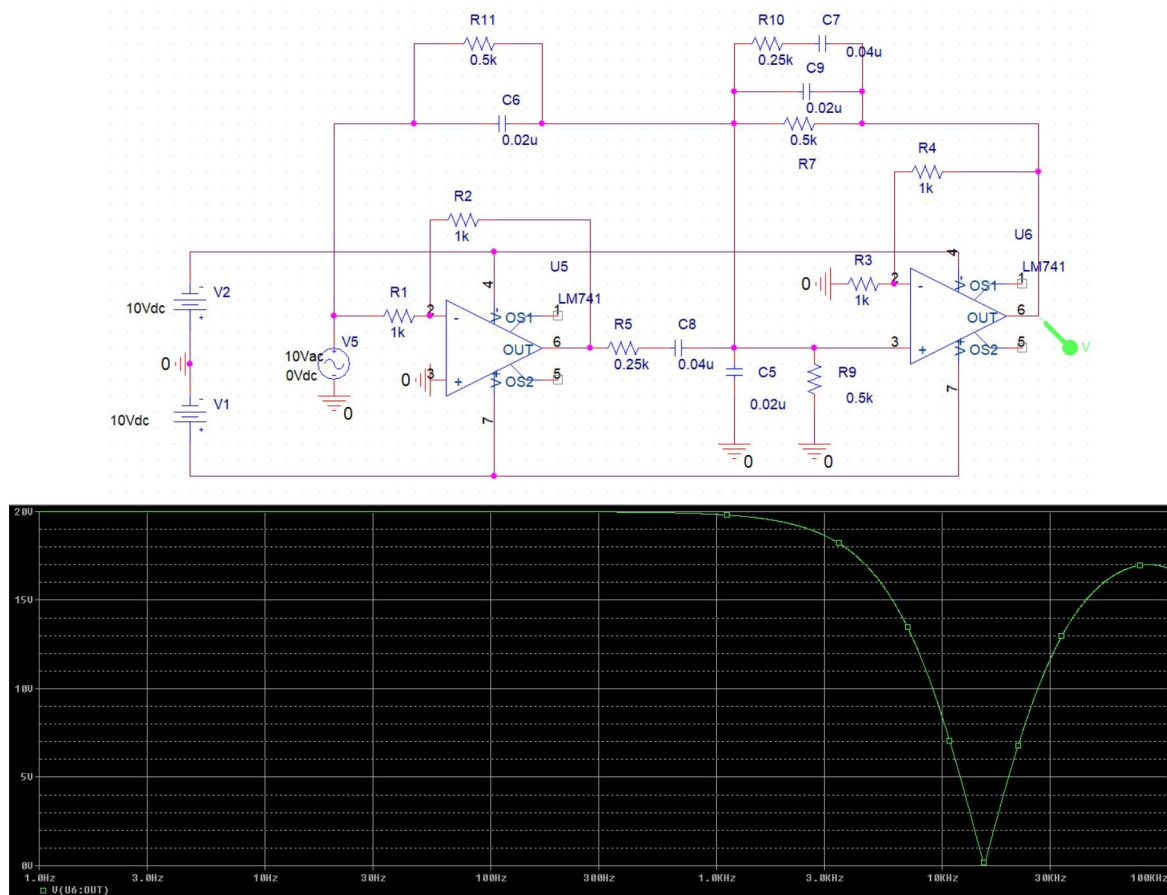 R11
0.5k
C6
0.02u
R10
0.25k
C7
0.04u
C9
0.02u
0.5k
R7
R4
1k
R2
1k
U5
LM741
U6
LM741
V2
10Vdc
0
V1
10Vdc
R1
1k
V5
10Vac
0Vdc
0
2
-
3
+
0
4
V-
OS1
1
6
OUT
OS2
5
V+
7
R5
0.25k
C8
0.04u
C5
0.02u
0
R9
0.5k
0
R3
1k
0
2
-
3
+
4
V-
OS1
1
6
OUT
OS2
5
V+
7
V
20V
15V
10V
5V
0V
1.0Hz 3.0Hz 10Hz 30Hz 100Hz 300Hz 1.0KHz 3.0KHz 10KHz 30KHz 100KHz
V(U6:OUT)